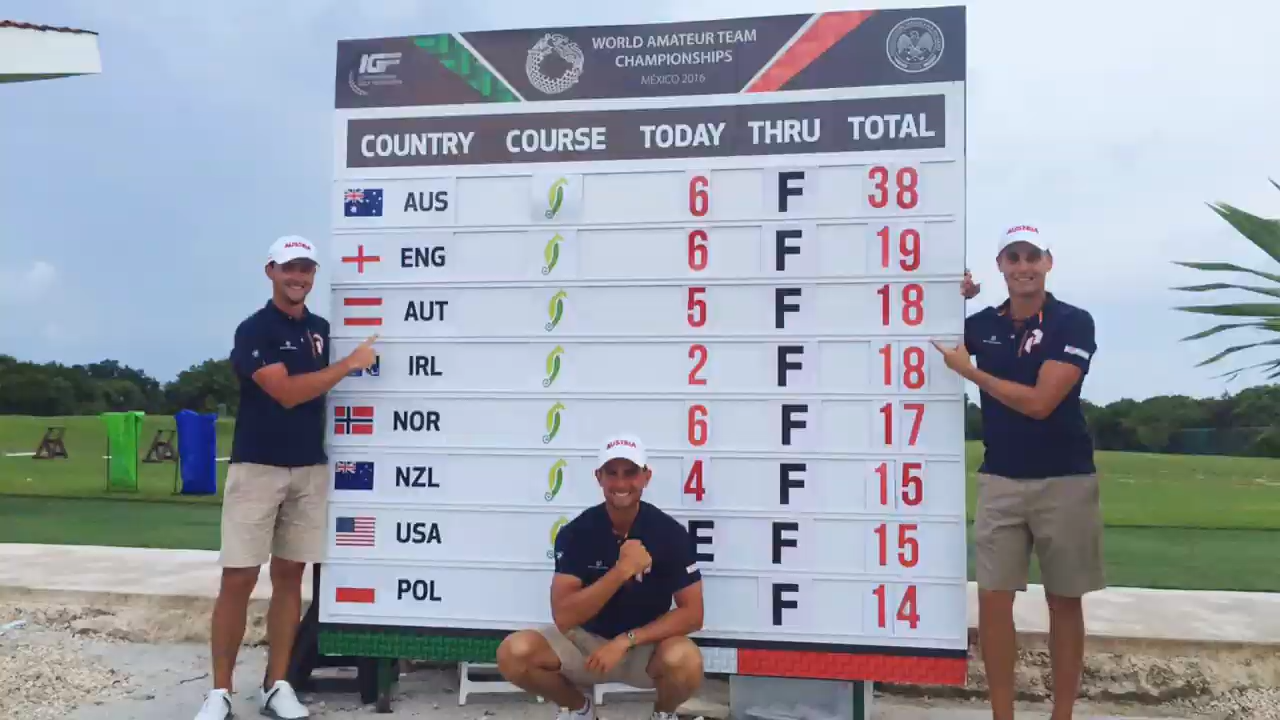 IGF
WORLD AMATEUR TEAM
CHAMPIONSHIPS
MÉXICO 2016
COUNTRY COURSE TODAY THRU TOTAL
AUS 6 F 38
ENG 6 F 19
AUT 5 F 18
IRL 2 F 18
NOR 6 F 17
NZL 4 F 15
USA E F 15
POL F 14
AUSTRIA
AUSTRIA
AUSTRIA